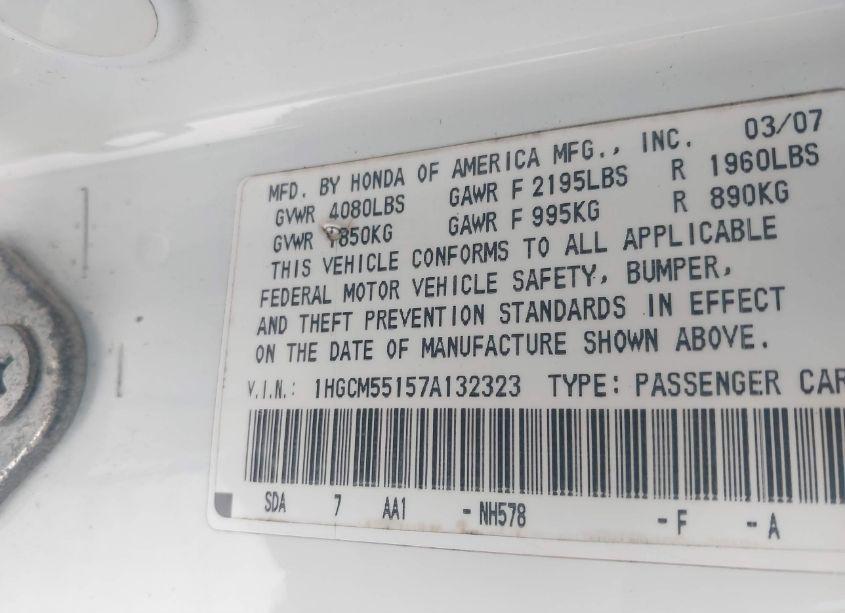 MFD. BY HONDA OF AMERICA MFG., INC. 03/07
GVWR 4080LBS GAWR F 2195LBS R 1960LBS
GVWR 850KG GAWR F 995KG R 890KG
THIS VEHICLE CONFORMS TO ALL APPLICABLE
FEDERAL MOTOR VEHICLE SAFETY, BUMPER,
AND THEFT PREVENTION STANDARDS IN EFFECT
ON THE DATE OF MANUFACTURE SHOWN ABOVE.
V.I.N.: 1HGCM55157A132323 TYPE: PASSENGER CAR
SDA 7 AA1 - NH578 - F - A